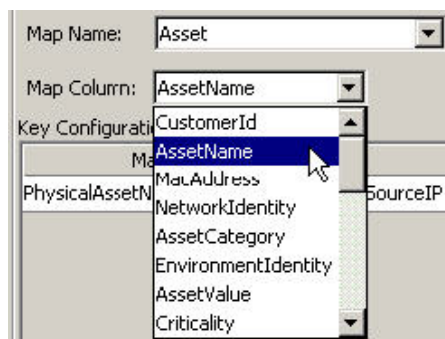 Map Name: Asset
Map Column: AssetName
Key Configurati
CustomerId
Ma
AssetName
MacAddress
PhysicalAssetN
SourceIP
NetworkIdentity
AssetCategory
EnvironmentIdentity
AssetValue
Criticality